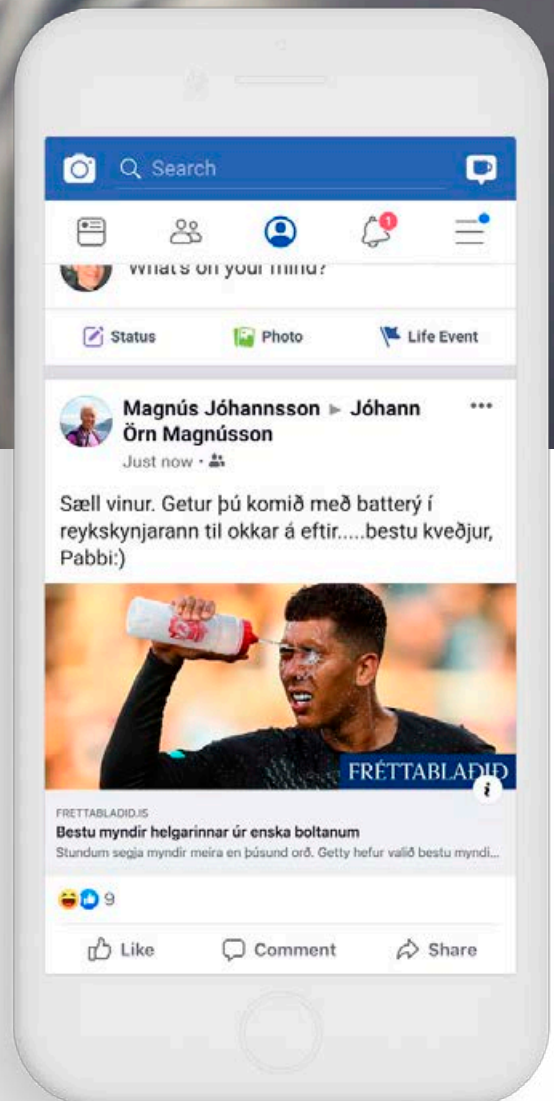 Search
1
What's on your mind?
Status
Photo
Life Event
Magnús Jóhannsson ▸ Jóhann
Örn Magnússon
Just now ·
Sæll vinur. Getur þú komið með batterý í
reykskynjarann til okkar á eftir.....bestu kveðjur,
Pabbi:)
FRÉTTABLAÐIÐ
i
FRETTABLADID.IS
Bestu myndir helgarinnar úr enska boltanum
Stundum segja myndir meira en þúsund orð. Getty hefur valið bestu myndi...
9
Like
Comment
Share